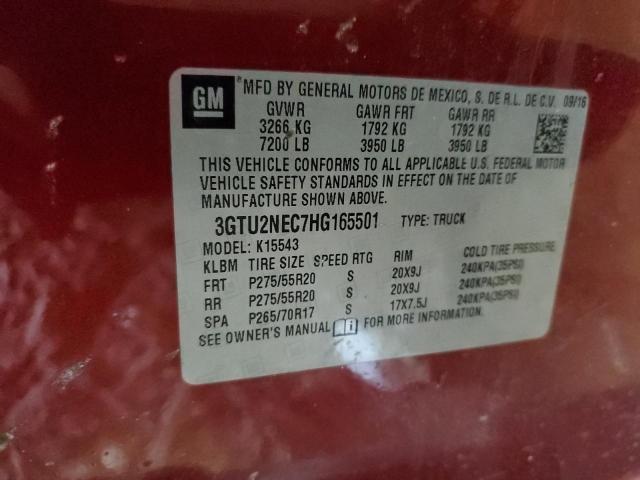 GM
MFD BY GENERAL MOTORS DE MEXICO, S. DE R.L. DE C.V. 09/16
GVWR GAWR FRT GAWR RR
3266 KG 1792 KG 1792 KG
7200 LB 3950 LB 3950 LB
THIS VEHICLE CONFORMS TO ALL APPLICABLE U.S. FEDERAL MOTOR
VEHICLE SAFETY STANDARDS IN EFFECT ON THE DATE OF
MANUFACTURE SHOWN ABOVE.
3GTU2NEC7HG165501 TYPE: TRUCK
MODEL: K15543
KLBM TIRE SIZE SPEED RTG RIM COLD TIRE PRESSURE
FRT P275/55R20 S 20X9J 240KPA(35PSI)
RR P275/55R20 S 20X9J 240KPA(35PSI)
SPA P265/70R17 S 17X7.5J 240KPA(35PSI)
SEE OWNER'S MANUAL FOR MORE INFORMATION.